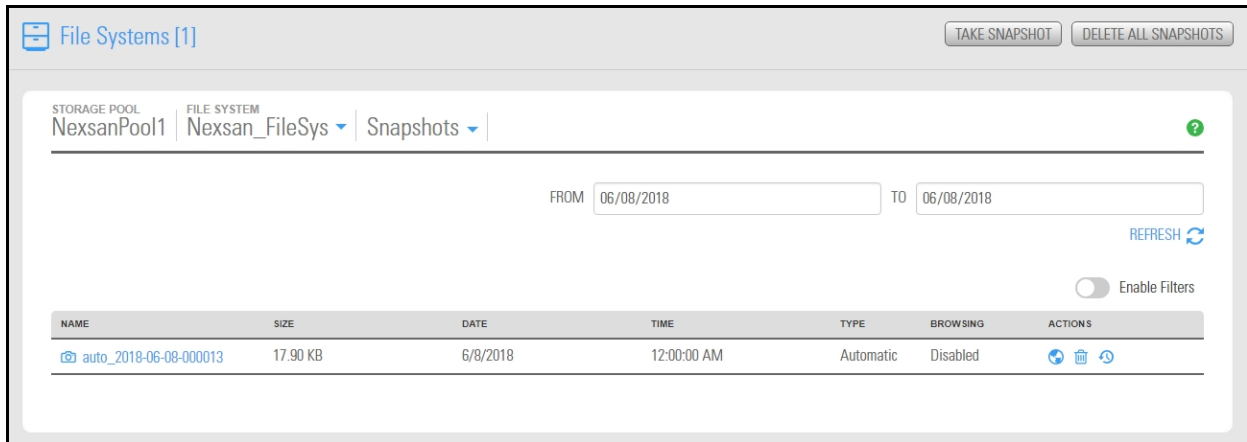 File Systems [1] TAKE SNAPSHOT DELETE ALL SNAPSHOTS
STORAGE POOL FILE SYSTEM
NexsanPool1 Nexsan_FileSys Snapshots
?
FROM 06/08/2018 TO 06/08/2018
REFRESH
Enable Filters
NAME SIZE DATE TIME TYPE BROWSING ACTIONS
auto_2018-06-08-000013 17.90 KB 6/8/2018 12:00:00 AM Automatic Disabled